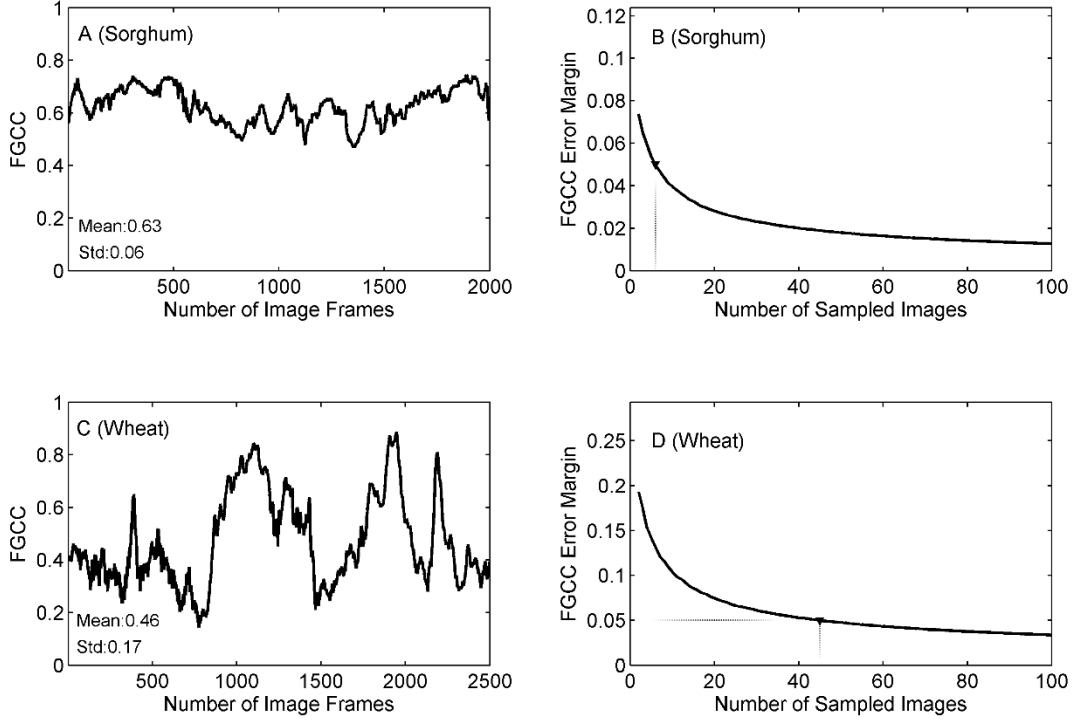 A (Sorghum)
1
0.8
0.6
0.4
0.2
0
FGCC
Mean:0.63
Std:0.06
500
1000
1500
2000
Number of Image Frames
B (Sorghum)
0.12
0.1
0.08
0.06
0.04
0.02
0
FGCC Error Margin
0
20
40
60
80
100
Number of Sampled Images
C (Wheat)
1
0.8
0.6
0.4
0.2
0
FGCC
Mean:0.46
Std:0.17
500
1000
1500
2000
2500
Number of Image Frames
D (Wheat)
0.25
0.2
0.15
0.1
0.05
0
FGCC Error Margin
0
20
40
60
80
100
Number of Sampled Images